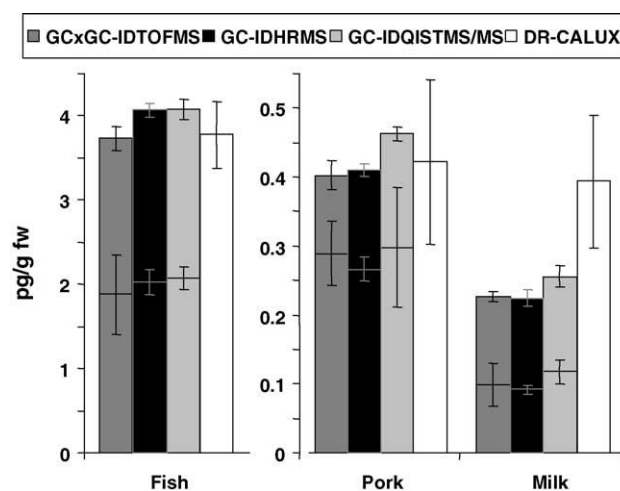 GCxGC-IDTOFMS GC-IDHRMS GC-IDQISTMS/MS DR-CALUX
pg/g fw
4
3
2
1
0
0.5
0.4
0.3
0.2
0.1
0
Fish
Pork
Milk